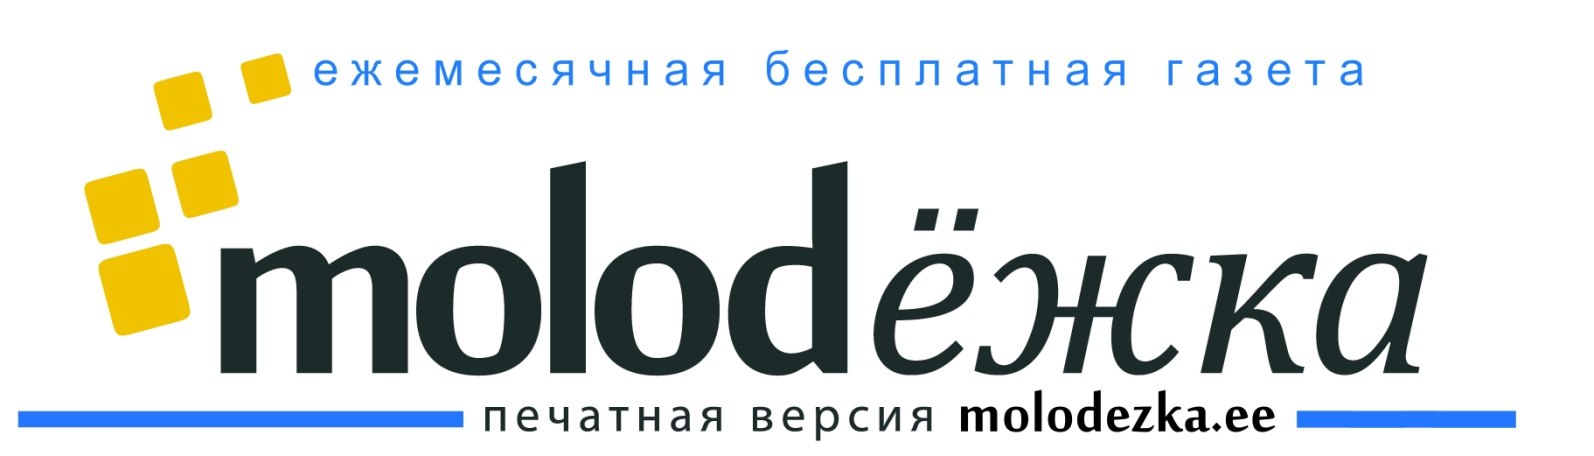 ежемесячная бесплатная газета
molodёжка
печатная версия molodezka.ee